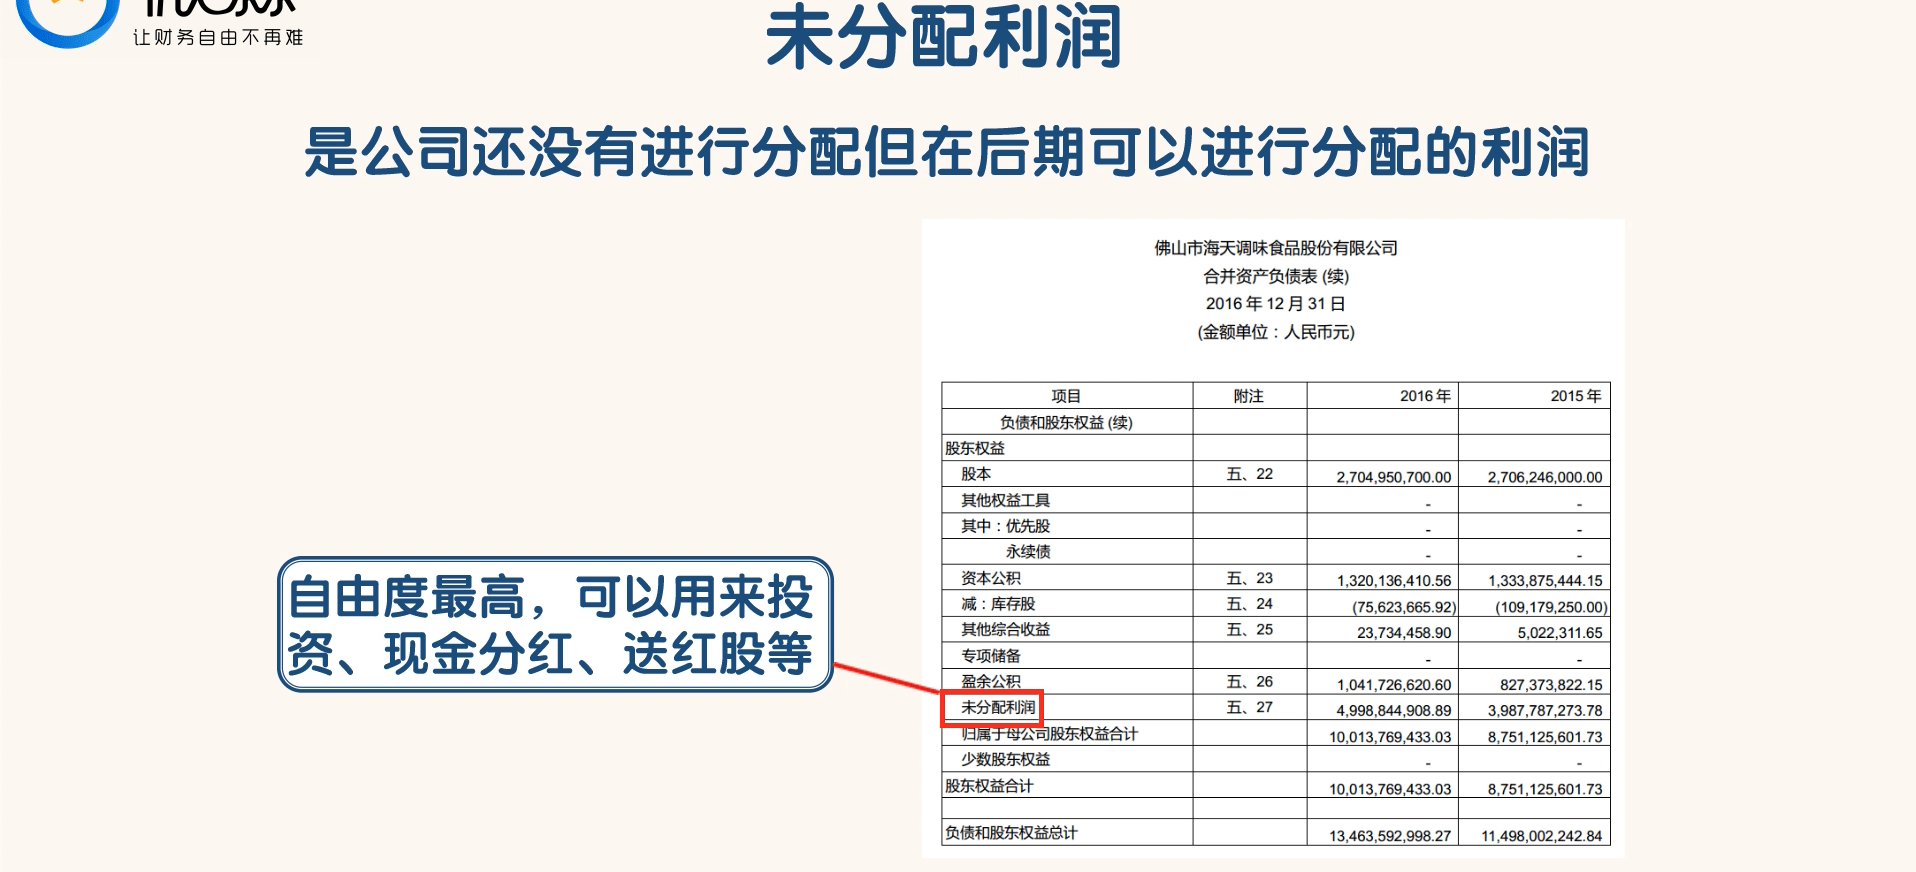 让财务自由不再难
未分配利润
是公司还没有进行分配但在后期可以进行分配的利润
佛山市海天调味食品股份有限公司
合并资产负债表 (续)
2016 年 12 月 31 日
(金额单位：人民币元)
项目 附注 2016 年 2015 年
负债和股东权益 (续)
股东权益
股本 五、22 2,704,950,700.00 2,706,246,000.00
其他权益工具 - -
其中：优先股 - -
永续债 - -
资本公积 五、23 1,320,136,410.56 1,333,875,444.15
减：库存股 五、24 (75,623,665.92) (109,179,250.00)
其他综合收益 五、25 23,734,458.90 5,022,311.65
专项储备 - -
盈余公积 五、26 1,041,726,620.60 827,373,822.15
未分配利润 五、27 4,998,844,908.89 3,987,787,273.78
归属于母公司股东权益合计 10,013,769,433.03 8,751,125,601.73
少数股东权益 - -
股东权益合计 10,013,769,433.03 8,751,125,601.73
负债和股东权益总计 13,463,592,998.27 11,498,002,242.84
自由度最高，可以用来投
资、现金分红、送红股等